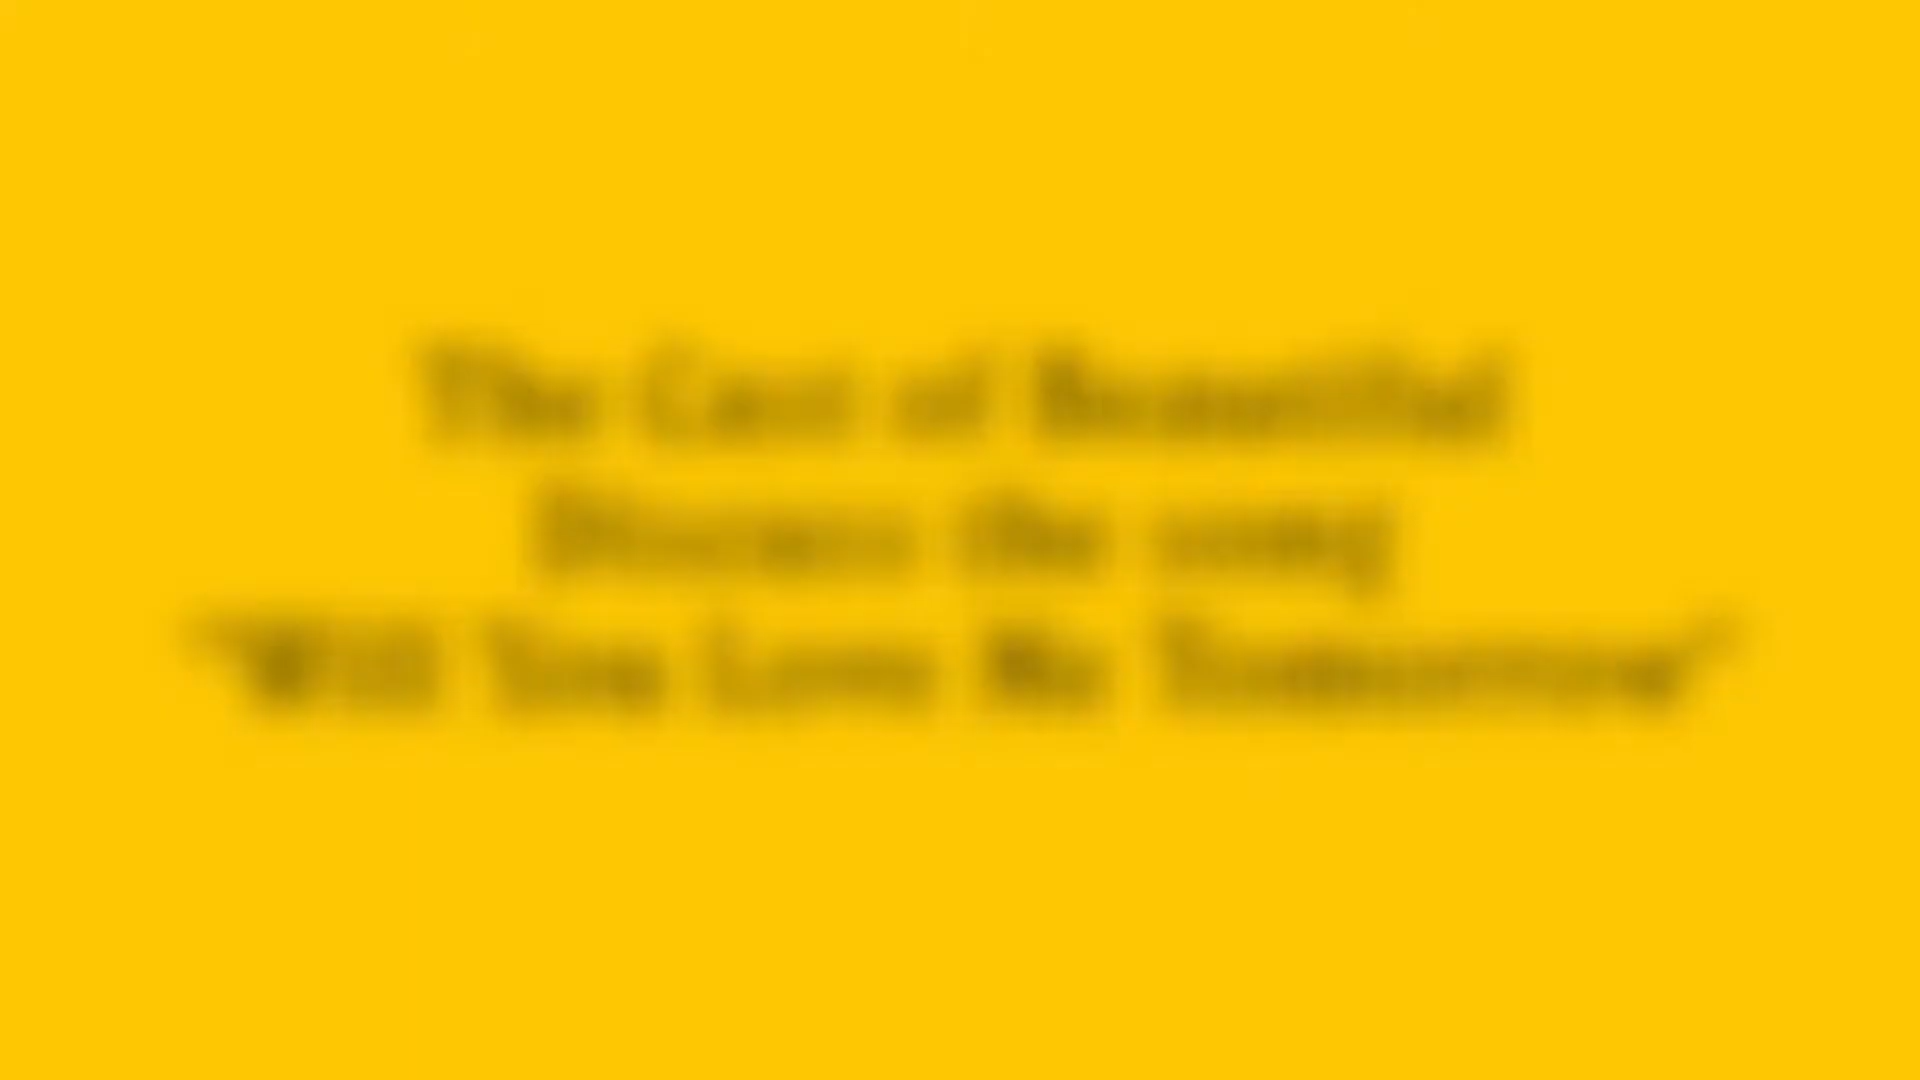 The Cast of Beautiful
Discuss the song
"Will You Love Me Tomorrow"